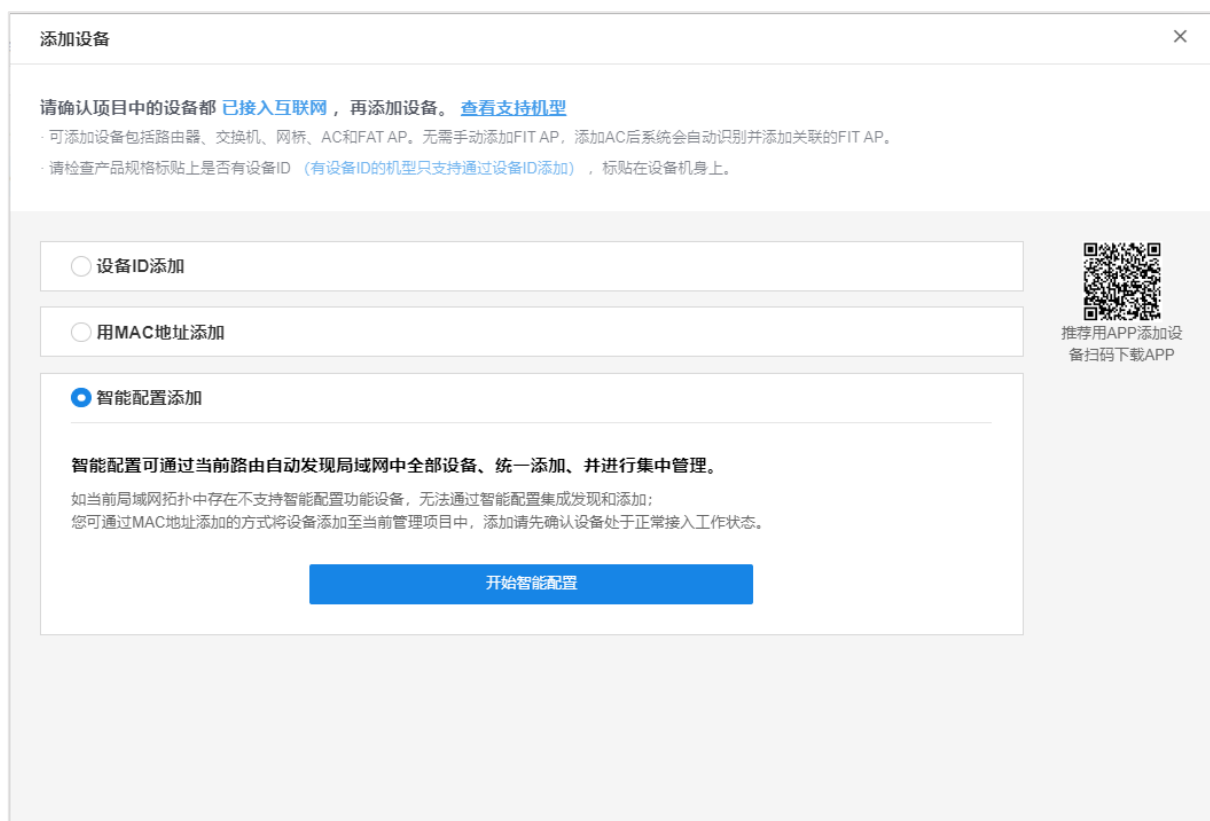 添加设备
请确认项目中的设备都 已接入互联网 ，再添加设备。 查看支持机型
· 可添加设备包括路由器、交换机、网桥、AC和FAT AP。无需手动添加FIT AP，添加AC后系统会自动识别并添加关联的FIT AP。
· 请检查产品规格标贴上是否有设备ID （有设备ID的机型只支持通过设备ID添加） ，标贴在设备机身上。
设备ID添加
用MAC地址添加
推荐用APP添加设
备扫码下载APP
智能配置添加
智能配置可通过当前路由自动发现局域网中全部设备、统一添加、并进行集中管理。
如当前局域网拓扑中存在不支持智能配置功能设备，无法通过智能配置集成发现和添加；
您可通过MAC地址添加的方式将设备添加至当前管理项目中，添加请先确认设备处于正常接入工作状态。
开始智能配置